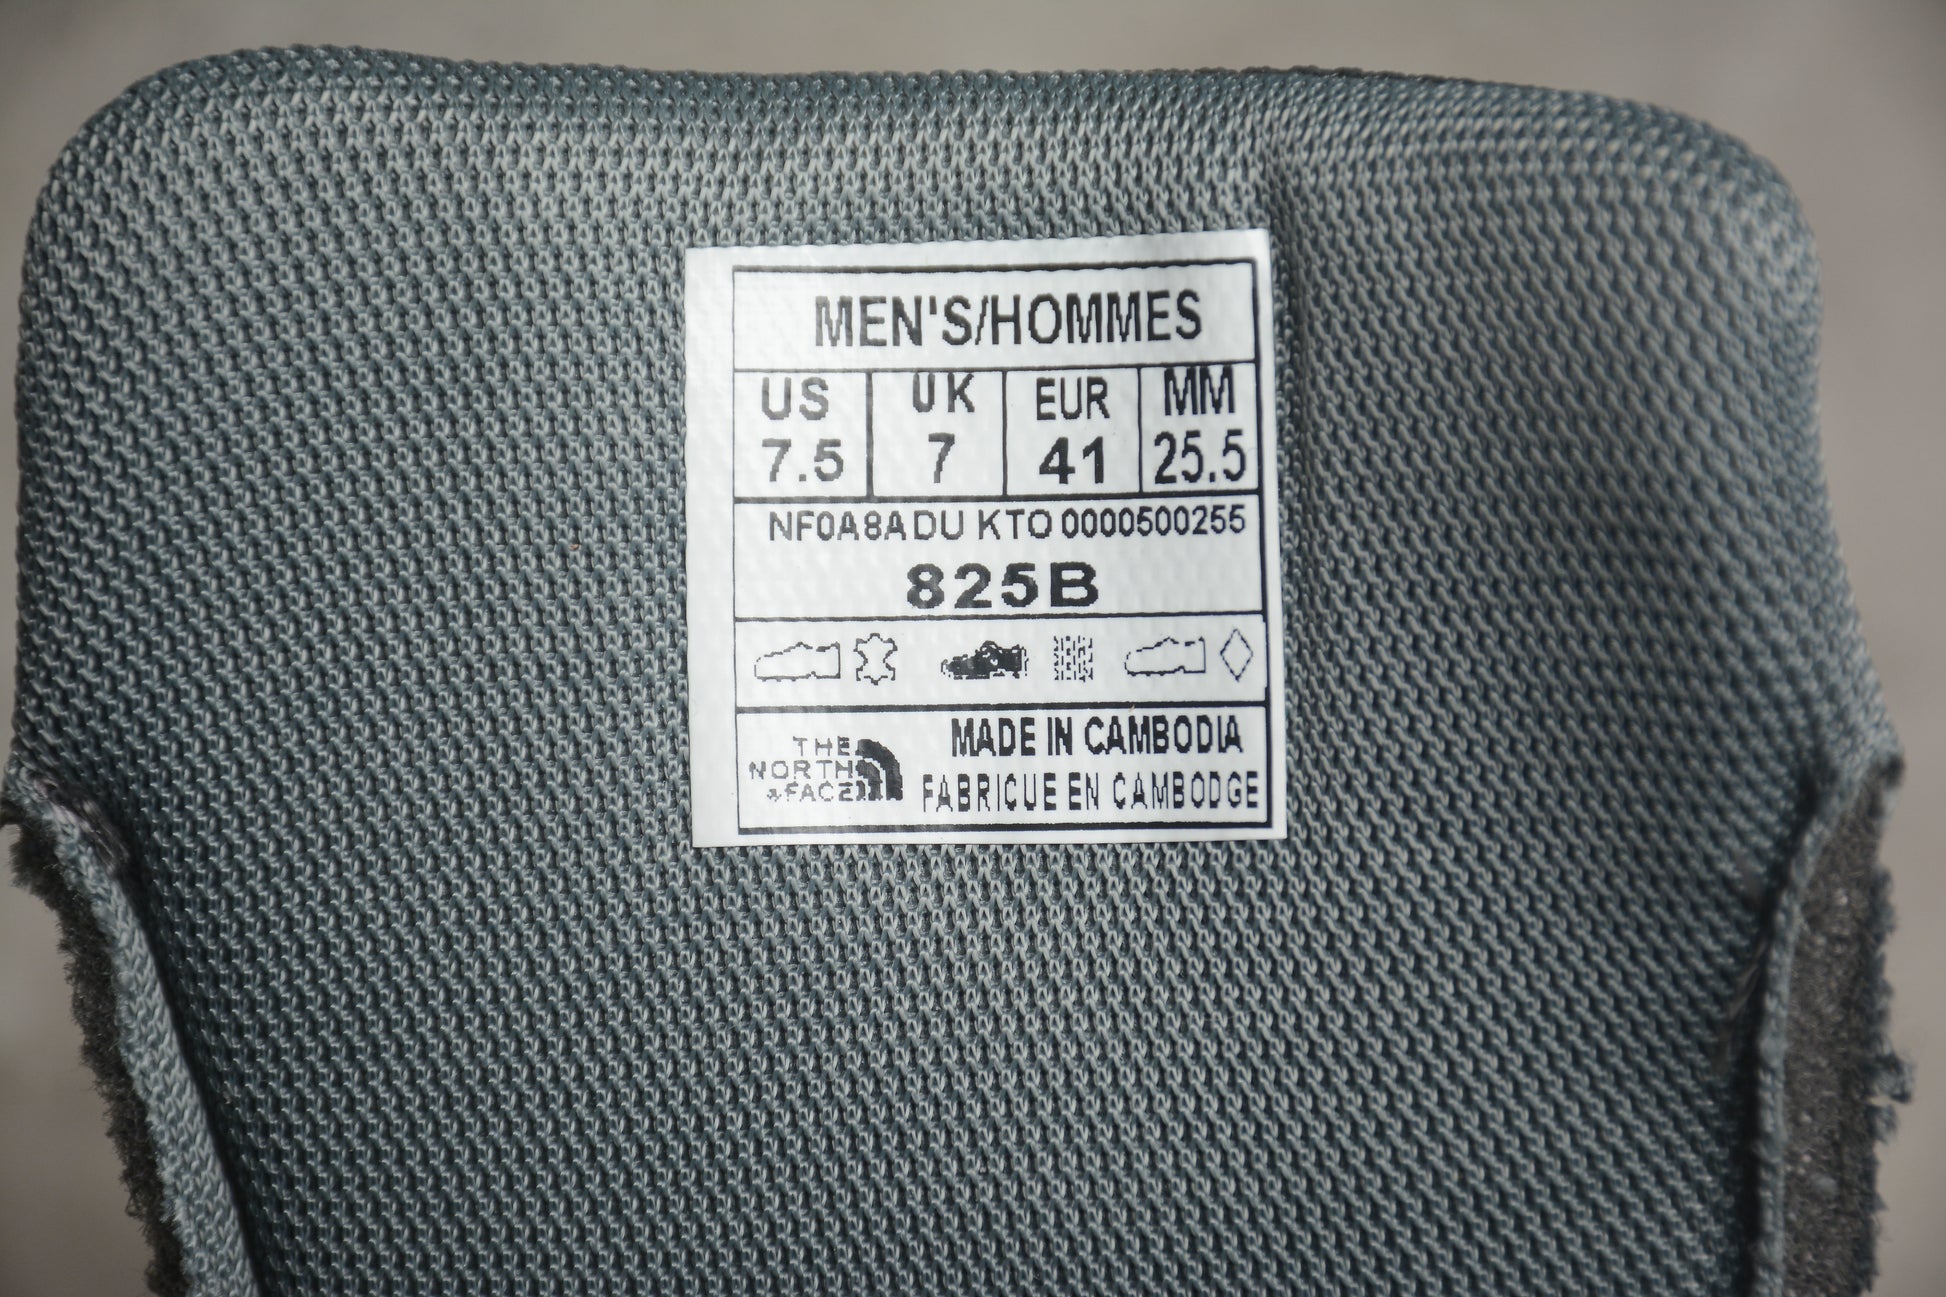 MEN'S/HOMMES
US UK EUR MM
7.5 7 41 25.5
NF0A8ADU KTO 0000500255
825B
THE
NORTH
FACE
MADE IN CAMBODIA
FABRICUE EN CAMBODGE